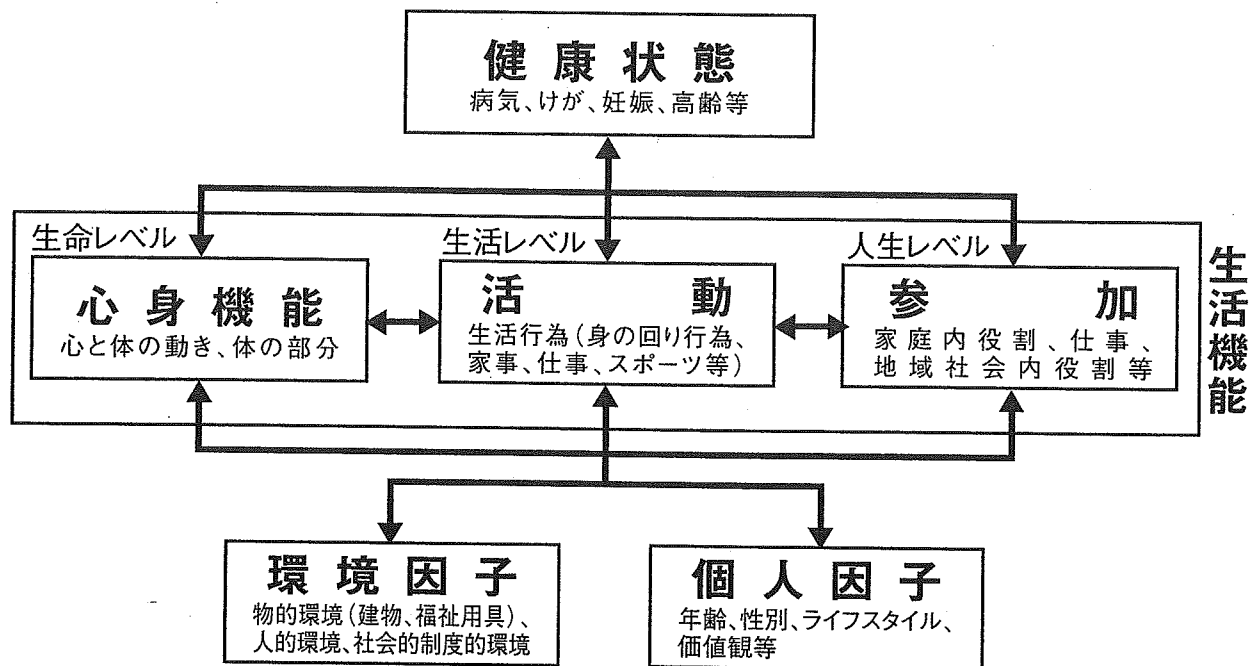 健康状態
病気、けが、妊娠、高齢等
生命レベル
心身機能
心と体の動き、体の部分
生活レベル
活動
生活行為(身の回り行為、
家事、仕事、スポーツ等)
人生レベル
参加
家庭内役割、仕事、
地域社会内役割等
生活機能
環境因子
物的環境(建物、福祉用具)、
人的環境、社会的制度的環境
個人因子
年齢、性別、ライフスタイル、
価値観等